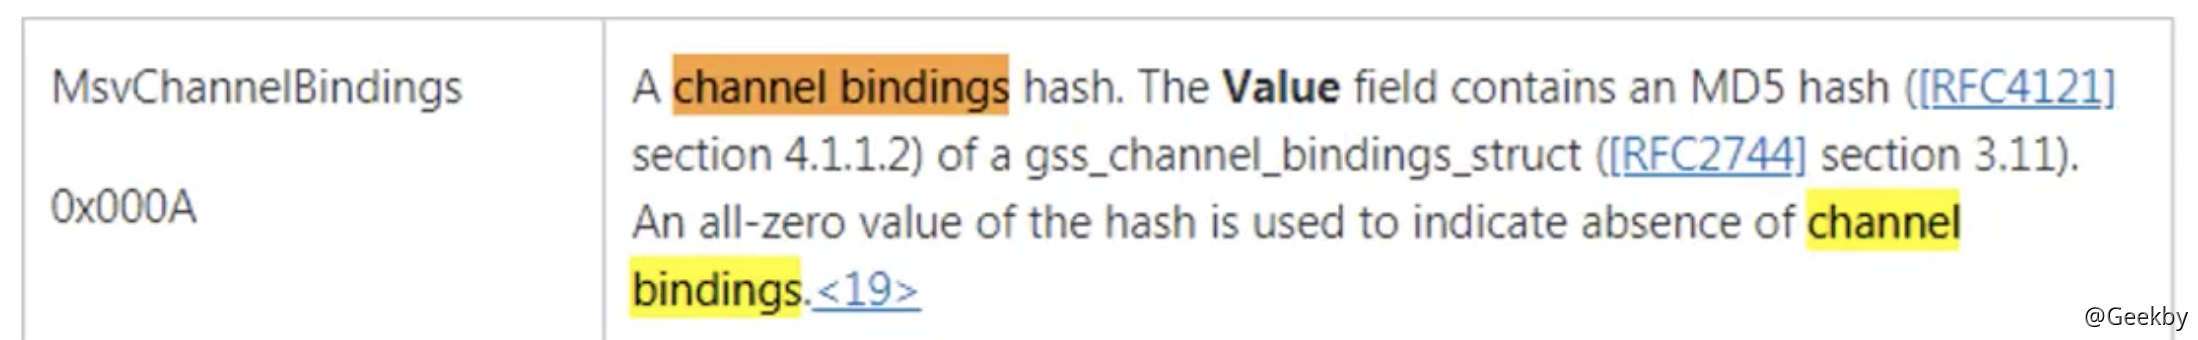 MsvChannelBindings
0x000A
A channel bindings hash. The Value field contains an MD5 hash ([RFC4121]
section 4.1.1.2) of a gss_channel_bindings_struct ([RFC2744] section 3.11).
An all-zero value of the hash is used to indicate absence of channel
bindings.<19>
@Geekby